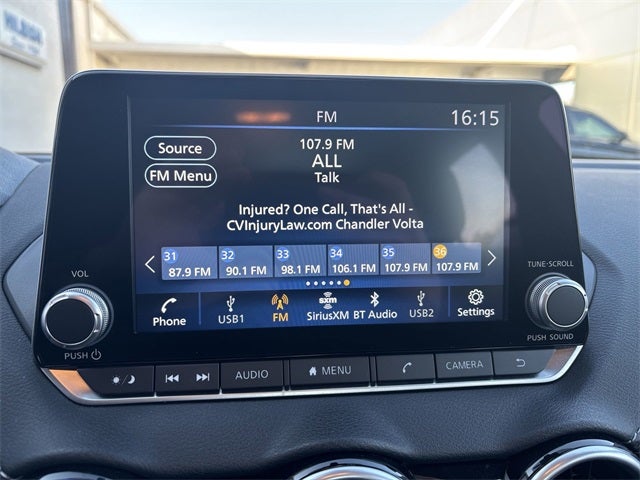 FM
16:15
Source
107.9 FM
ALL
FM Menu
Talk
Injured? One Call, That's All -
CVInjuryLaw.com Chandler Volta
31 32 33 34 35 36
87.9 FM 90.1 FM 98.1 FM 106.1 FM 107.9 FM 107.9 FM
VOL
TUNE·SCROLL
sxm
Phone USB1 FM SiriusXM BT Audio USB2 Settings
PUSH
PUSH SOUND
AUDIO
MENU
CAMERA